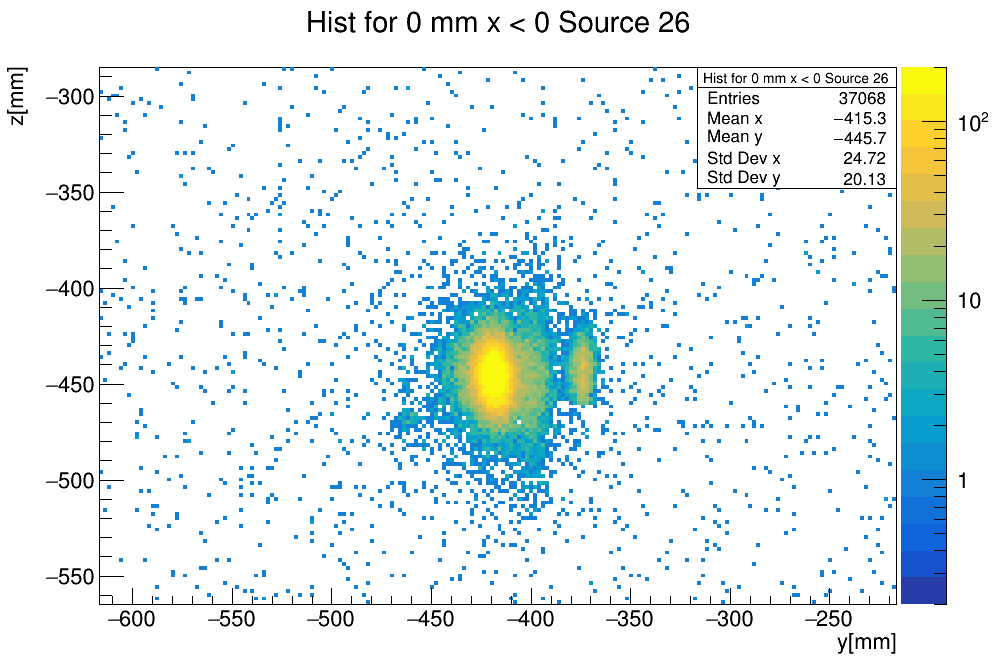 Hist for 0 mm x < 0 Source 26
z[mm]
Hist for 0 mm x < 0 Source 26
Entries 37068
Mean x −415.3
Mean y −445.7
Std Dev x 24.72
Std Dev y 20.13
−300
−350
−400
−450
−500
−550
10²
10
1
−600 −550 −500 −450 −400 −350 −300 −250
y[mm]